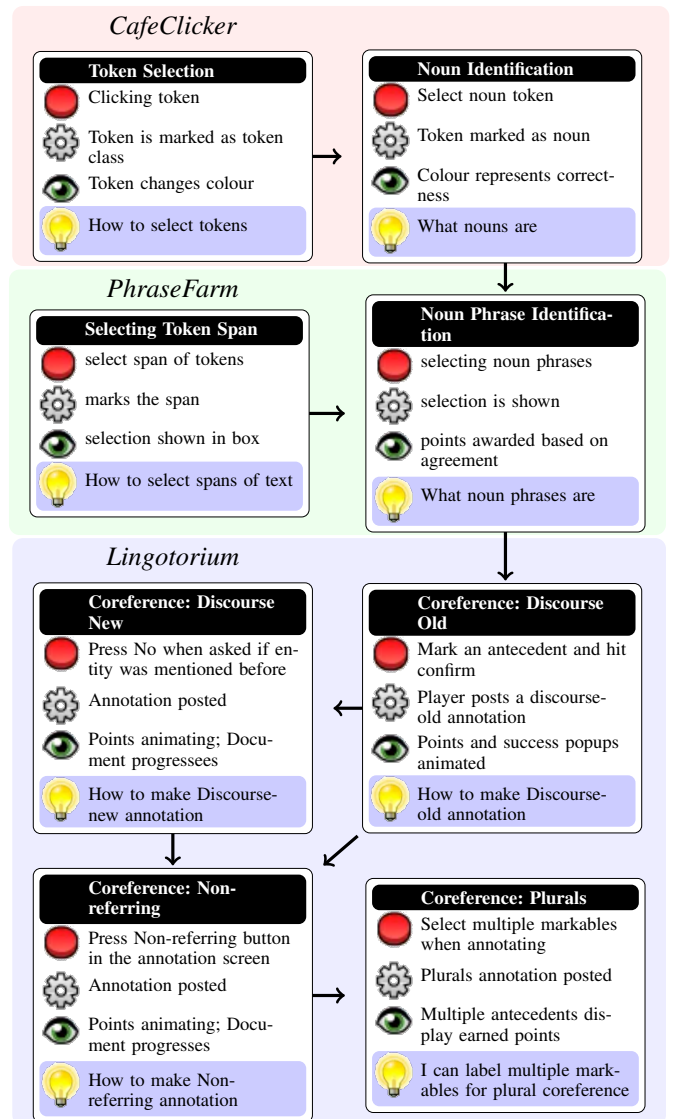 CafeClicker
Token Selection
Clicking token
Token is marked as token
class
Token changes colour
How to select tokens
Noun Identification
Select noun token
Token marked as noun
Colour represents correct-
ness
What nouns are
PhraseFarm
Selecting Token Span
select span of tokens
marks the span
selection shown in box
How to select spans of text
Noun Phrase Identifica-
tion
selecting noun phrases
selection is shown
points awarded based on
agreement
What noun phrases are
Lingotorium
Coreference: Discourse
New
Press No when asked if en-
tity was mentioned before
Annotation posted
Points animating; Docu-
ment progressees
How to make Discourse-
new annotation
Coreference: Discourse
Old
Mark an antecedent and hit
confirm
Player posts a discourse-
old annotation
Points and success popups
animated
How to make Discourse-
old annotation
Coreference: Non-
referring
Press Non-referring button
in the annotation screen
Annotation posted
Points animating; Docu-
ment progresses
How to make Non-
referring annotation
Coreference: Plurals
Select multiple markables
when annotating
Plurals annotation posted
Multiple antecedents dis-
play earned points
I can label multiple mark-
ables for plural coreference